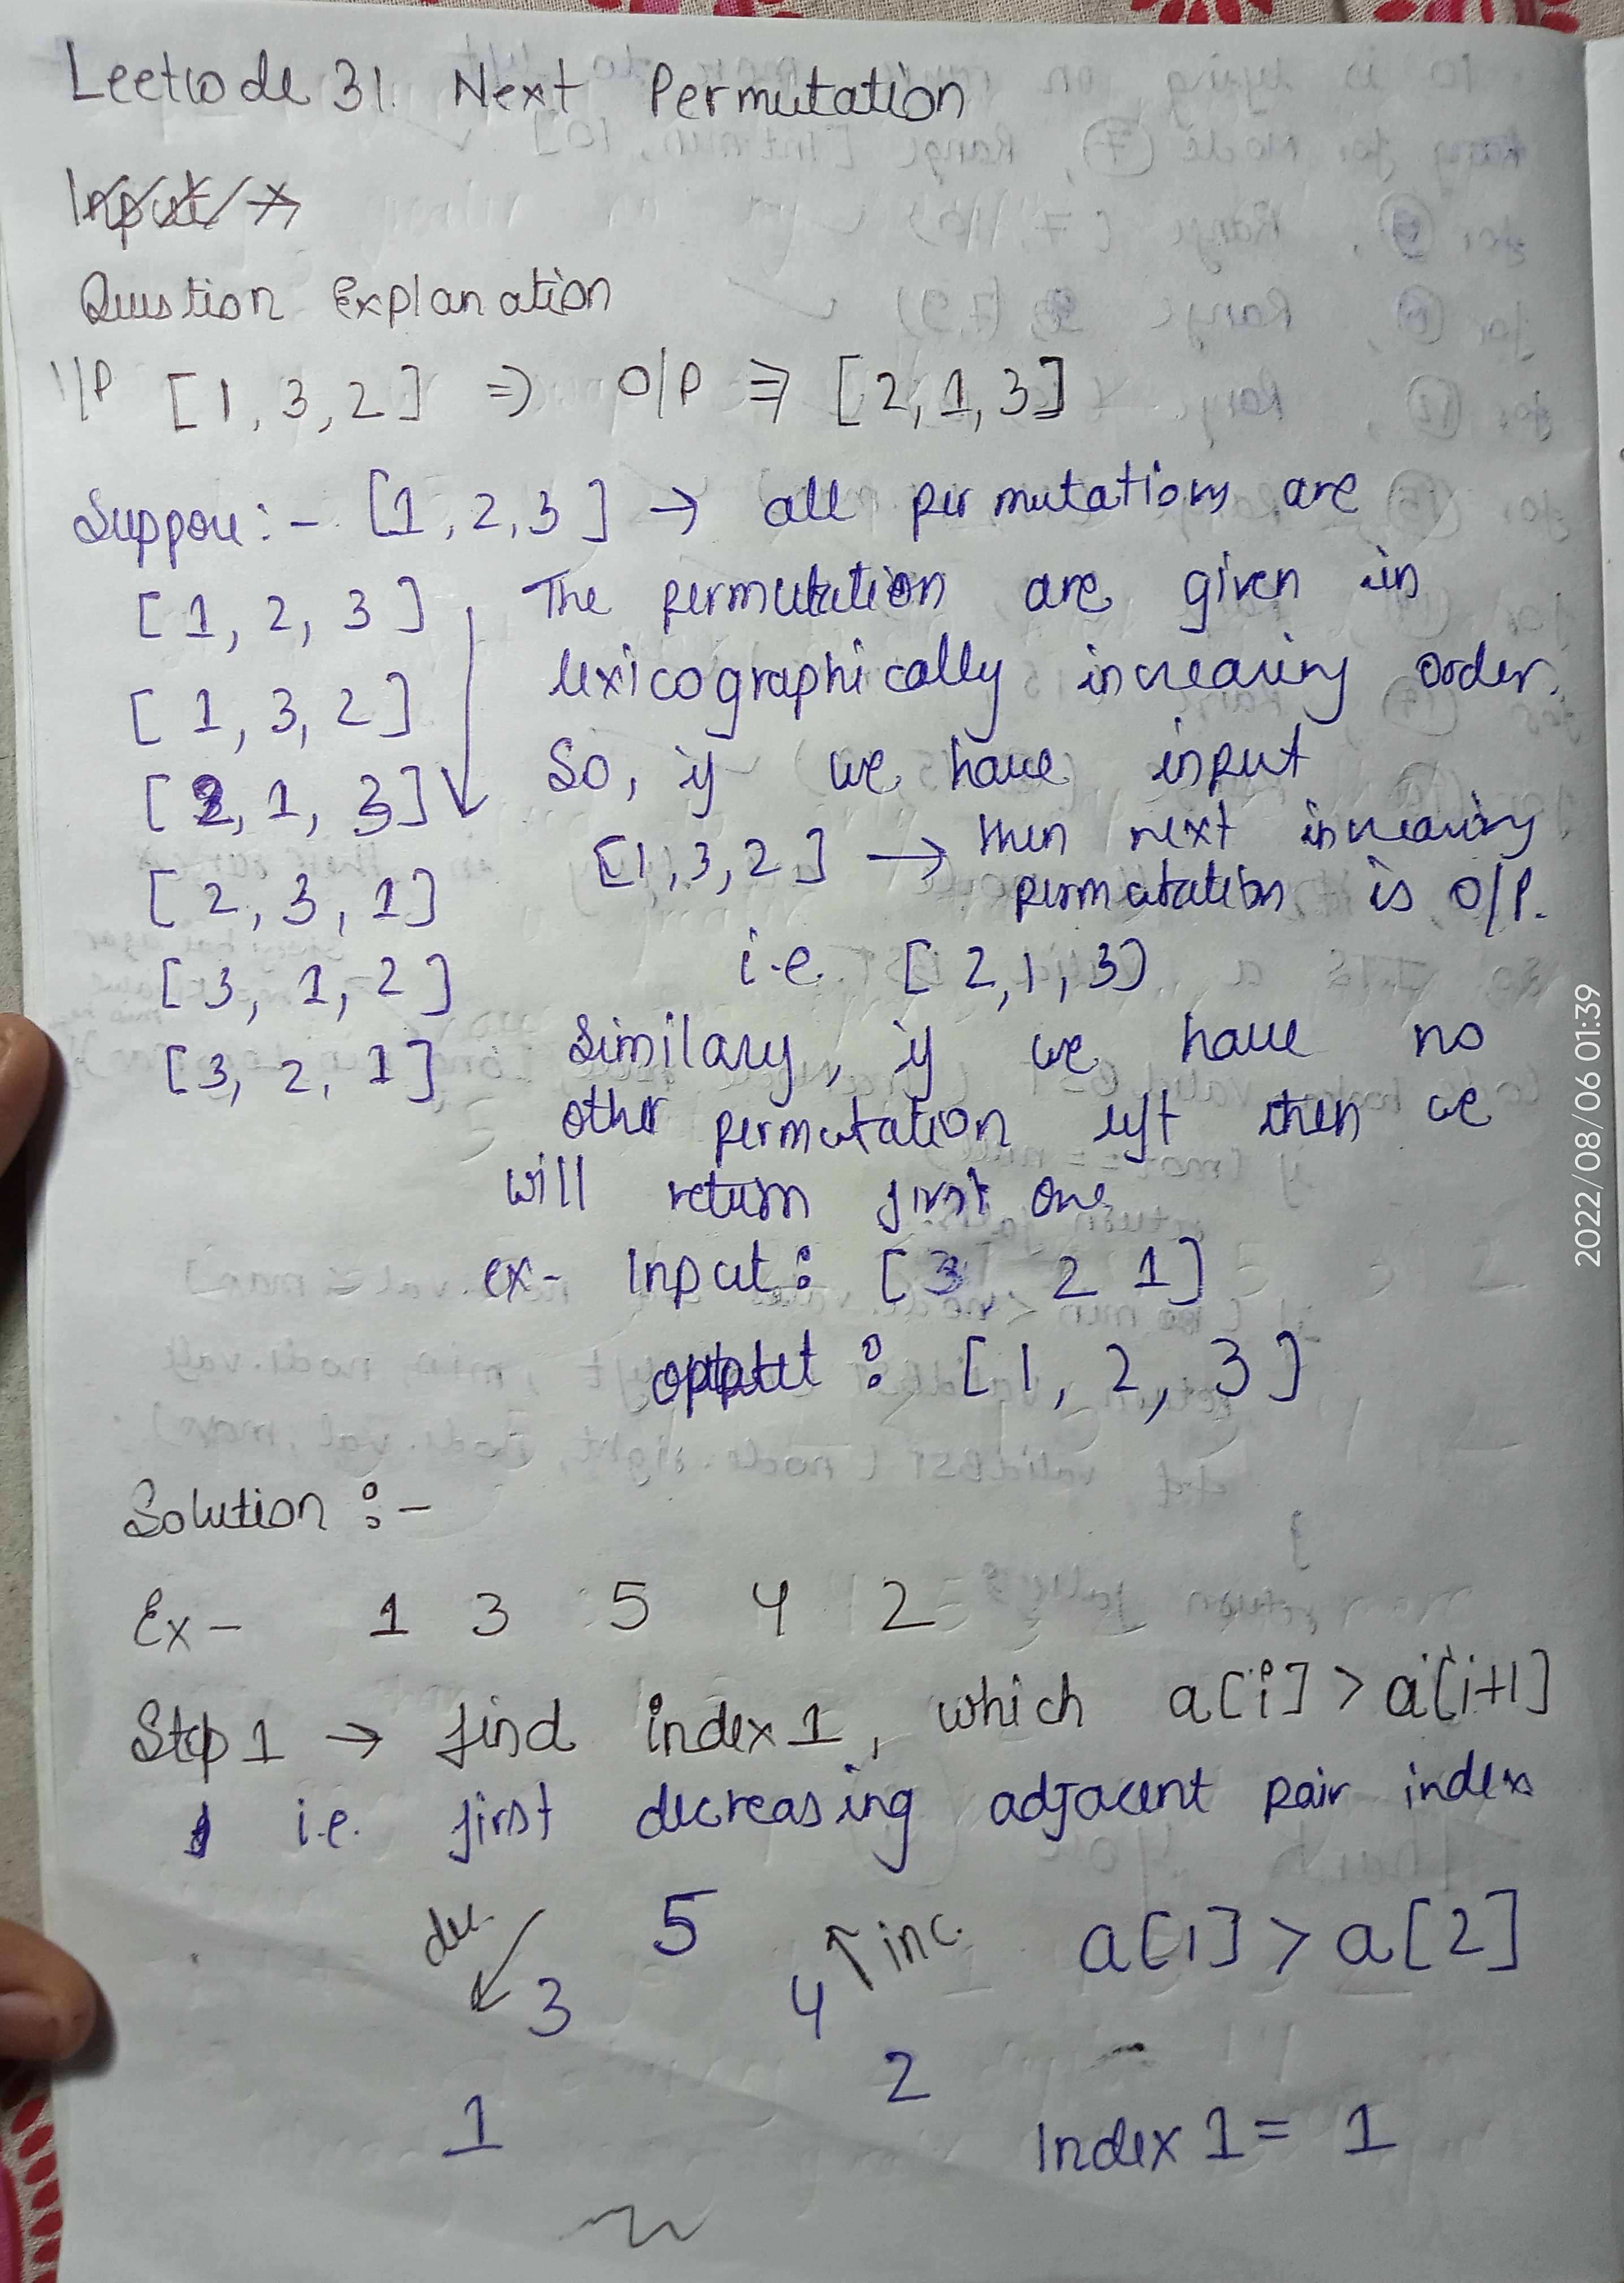 Leetcode 31. Next Permutation
Input →
Question Explanation
I/P [1, 3, 2] ⇒ O/P ⇒ [2, 1, 3]
Suppose:- [1, 2, 3] → all permutations are
[1, 2, 3] The permutation are given in
lexicographically increasing order.
[1, 3, 2]
So, if we have input
[2, 1, 3]
[1, 3, 2] → then next increasing
[2, 3, 1] permutation is O/P.
i.e. [2, 1, 3]
[3, 1, 2]
Similary, if we have no
[3, 2, 1]
other permutation left then we
will return first one
ex- Input: [3 2 1]
output : [1, 2, 3]
Solution :-
Ex - 1 3 5 4 2
Step 1 → find index 1, which a[i] > a[i+1]
i.e. first decreasing adjacent pair index
dec. 5 inc. a[1] > a[2]
3 4
2
1 Index 1 = 1
2022/08/06 01:39